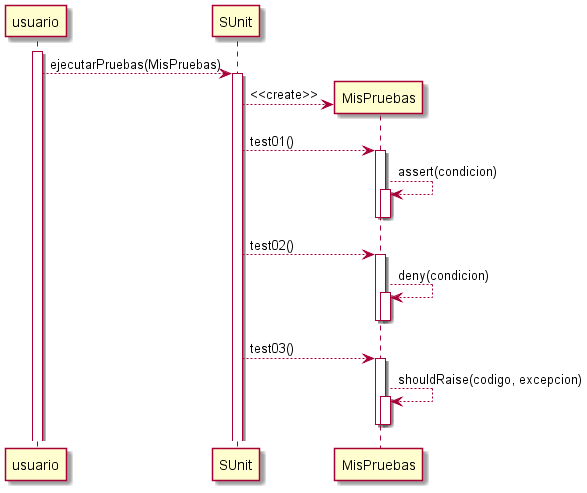 usuario
SUnit
ejecutarPruebas(MisPruebas)
<<create>>
MisPruebas
test01()
assert(condicion)
test02()
deny(condicion)
test03()
shouldRaise(codigo, excepcion)
usuario
SUnit
MisPruebas